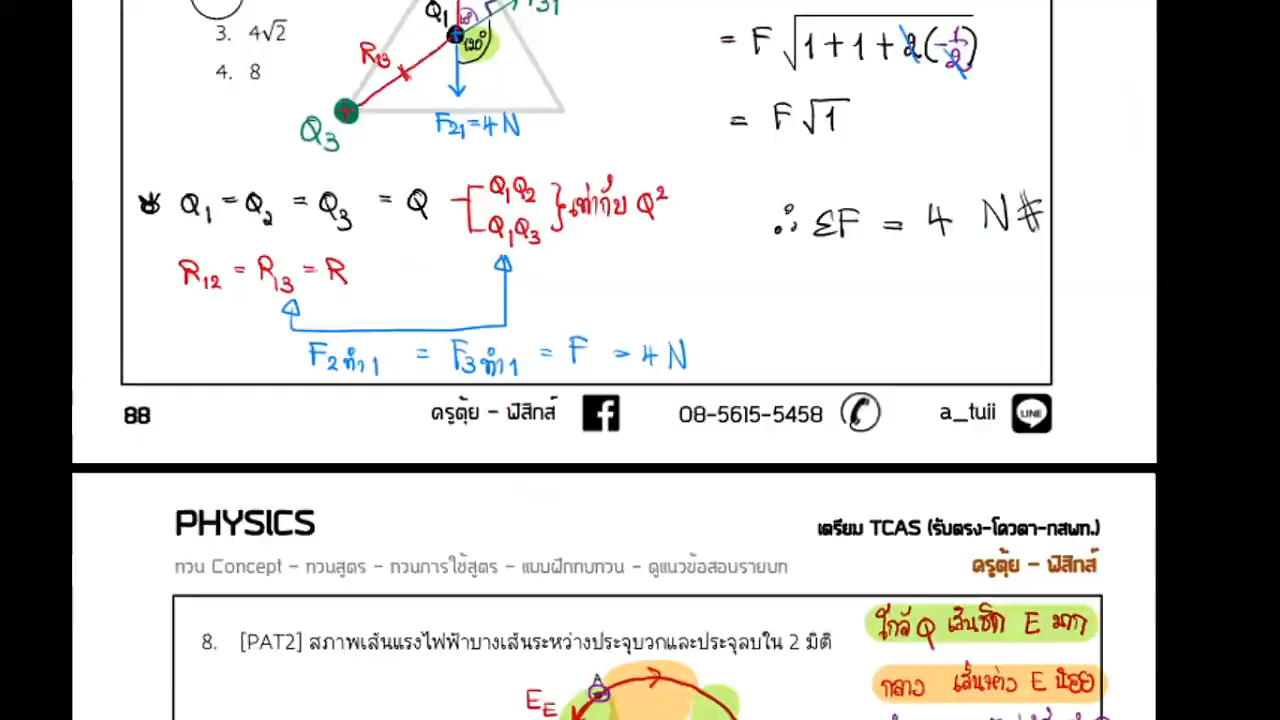 3. 4√2
4. 8
Q₁
60°
120°
R₁₃
F₃₁
Q₃
F₂₁ = 4 N
= F√(1 + 1 + 2(-1/2))
= F√1
∴ ΣF = 4 N #
Q₁ = Q₂ = Q₃ = Q
Q₁Q₂
Q₁Q₃
เท่ากับ Q²
R₁₂ = R₁₃ = R
F₂ทำ1 = F₃ทำ1 = F = 4 N
88 ครูตุ้ย - ฟิสิกส์ 08-5615-5458 a_tuii LINE
PHYSICS
เตรียม TCAS (รับตรง-โควตา-กสพท.)
ทวน Concept - ทวนสูตร - ทวนการใช้สูตร - แบบฝึกทบทวน - ดูแนวข้อสอบรายบท
ครูตุ้ย - ฟิสิกส์
8. [PAT2] สภาพเส้นแรงไฟฟ้าบางเส้นระหว่างประจุบวกและประจุลบใน 2 มิติ
ใกล้ Q เส้นชิด E มาก
กลาง เส้นห่าง E น้อย
A
E_E